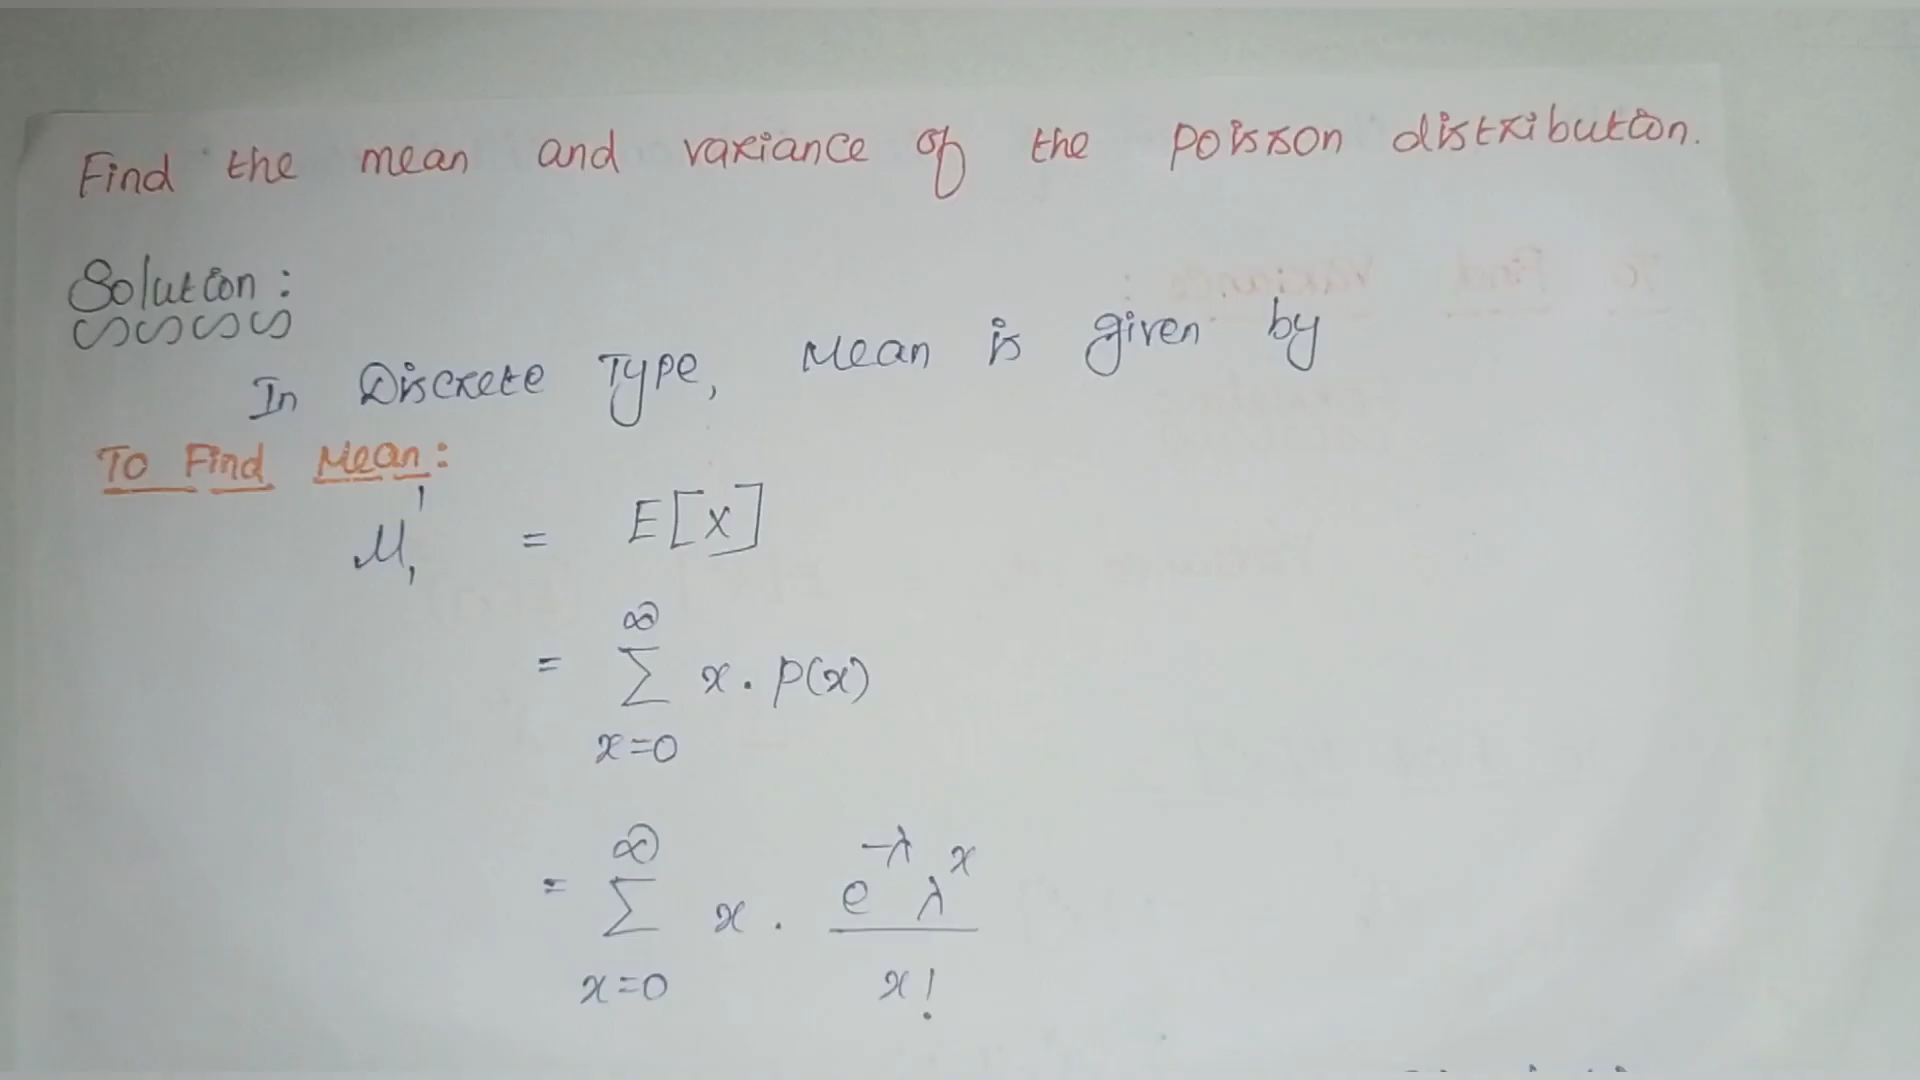 Find the mean and variance of the poisson distribution.
Solution:
In Discrete Type, Mean is given by
To Find Mean:
μ₁' = E[X]
= ∑_{x=0}^{∞} x . p(x)
= ∑_{x=0}^{∞} x . e^{-λ} λ^{x} / x!